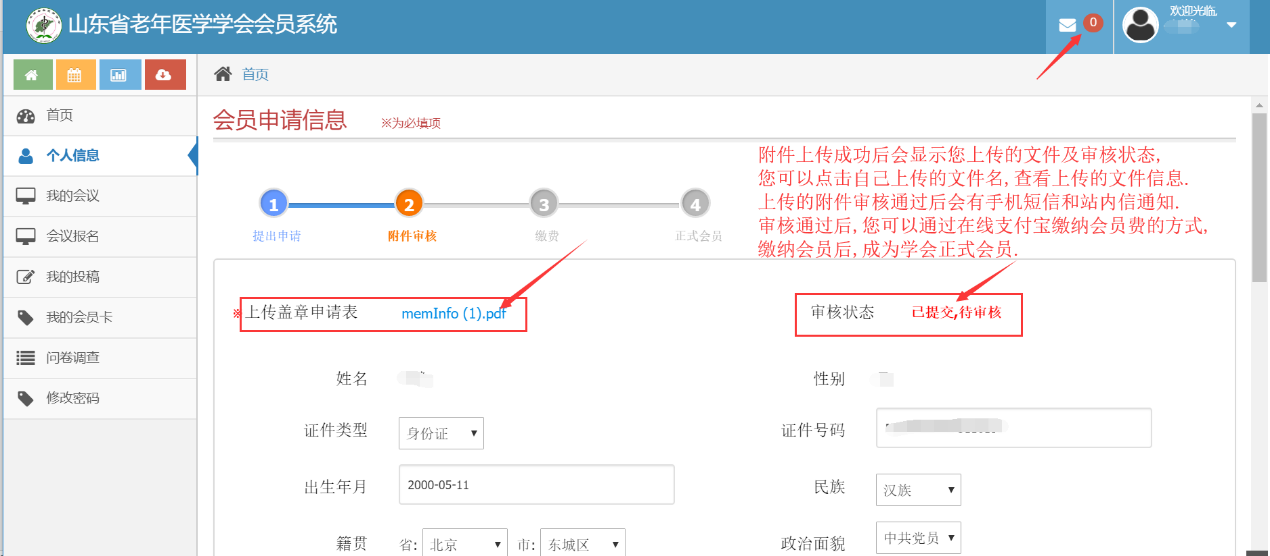 山东省老年医学学会会员系统
0
欢迎光临,
首页
首页
个人信息
我的会议
会议报名
我的投稿
我的会员卡
问卷调查
修改密码
会员申请信息
※为必填项
附件上传成功后会显示您上传的文件及审核状态,
您可以点击自己上传的文件名,查看上传的文件信息.
上传的附件审核通过后会有手机短信和站内信通知.
审核通过后,您可以通过在线支付宝缴纳会员费的方式,
缴纳会员后,成为学会正式会员.
1 2 3 4
提出申请 附件审核 缴费 正式会员
※上传盖章申请表 memInfo (1).pdf 审核状态 已提交,待审核
姓名 性别
证件类型 身份证 证件号码
出生年月 2000-05-11 民族 汉族
籍贯 省: 北京 市: 东城区 政治面貌 中共党员